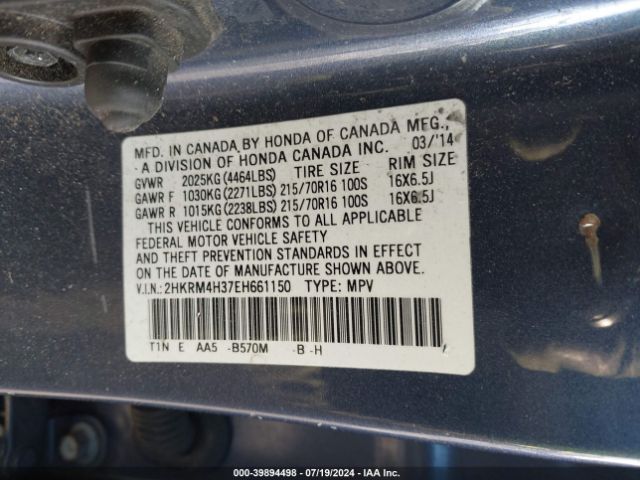 MFD. IN CANADA BY HONDA OF CANADA MFG.,
A DIVISION OF HONDA CANADA INC. 03/'14
GVWR 2025KG(4464LBS) TIRE SIZE RIM SIZE
GAWR F 1030KG(2271LBS) 215/70R16 100S 16X6.5J
GAWR R 1015KG(2238LBS) 215/70R16 100S 16X6.5J
THIS VEHICLE CONFORMS TO ALL APPLICABLE
FEDERAL MOTOR VEHICLE SAFETY
AND THEFT PREVENTION STANDARDS IN EFFECT
ON THE DATE OF MANUFACTURE SHOWN ABOVE.
V.I.N.: 2HKRM4H37EH661150 TYPE: MPV
T1N E AA5 -B570M -B -H
000-39894498 - 07/19/2024 - IAA Inc.